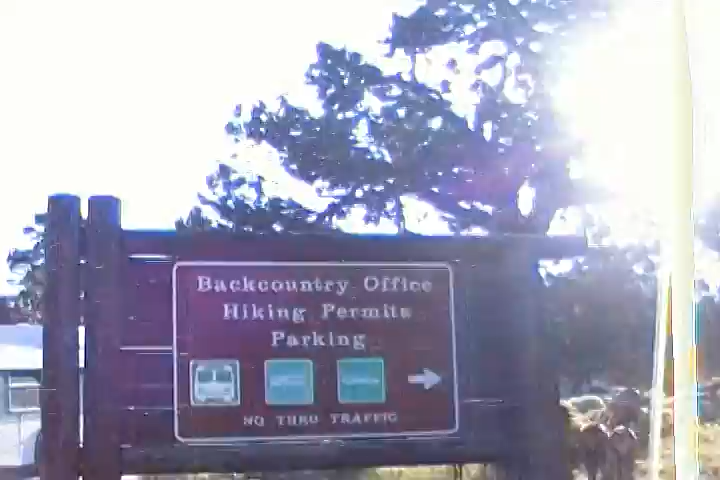 Backcountry Office
Hiking Permits
Parking
NO THRU TRAFFIC